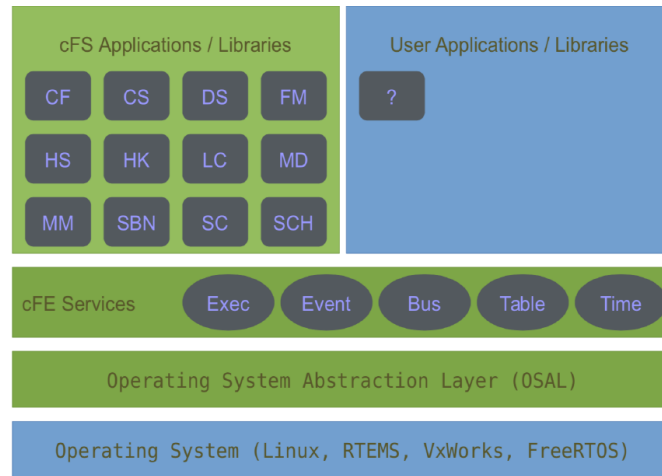 cFS Applications / Libraries
User Applications / Libraries
CF CS DS FM
?
HS HK LC MD
MM SBN SC SCH
cFE Services
Exec Event Bus Table Time
Operating System Abstraction Layer (OSAL)
Operating System (Linux, RTEMS, VxWorks, FreeRTOS)